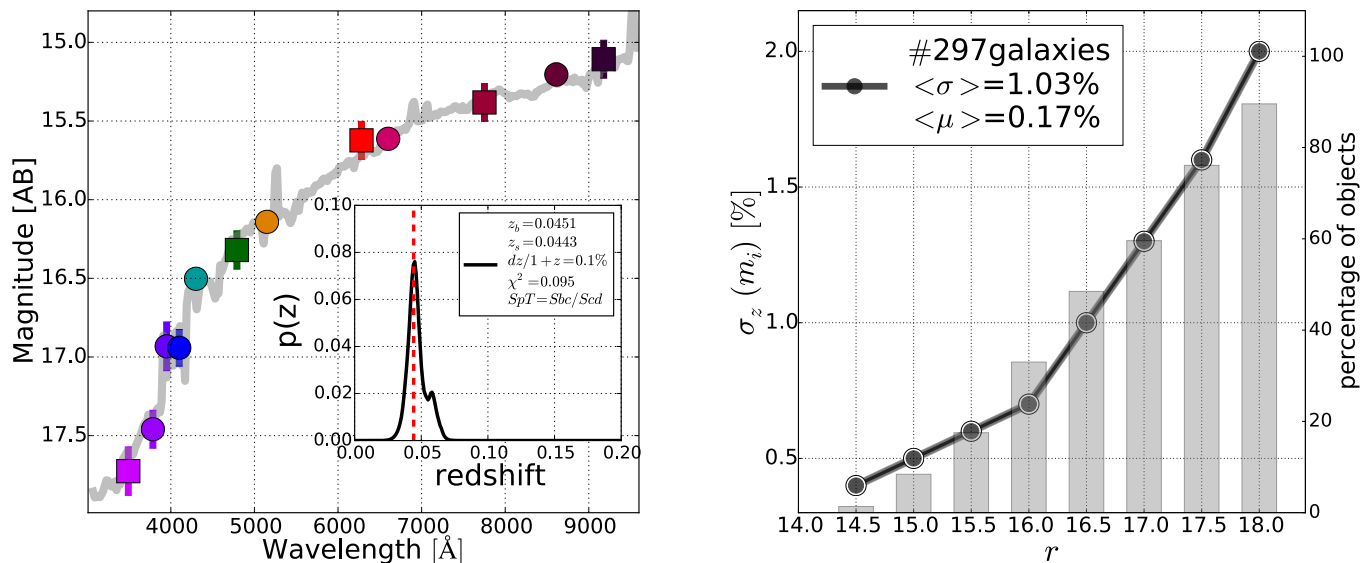 15.0
15.5
16.0
16.5
17.0
17.5
Magnitude [AB]
4000 5000 6000 7000 8000 9000
Wavelength [Å]
0.10
0.08
0.06
0.04
0.02
0.00
p(z)
0.00 0.05 0.10 0.15 0.20
redshift
z_b=0.0451
z_s=0.0443
dz/1+z=0.1%
χ²=0.095
SpT=Sbc/Scd
2.0
1.5
1.0
0.5
σ_z (m_i) [%]
#297galaxies
<σ>=1.03%
<μ>=0.17%
14.0 14.5 15.0 15.5 16.0 16.5 17.0 17.5 18.0
r
100
80
60
40
20
0
percentage of objects